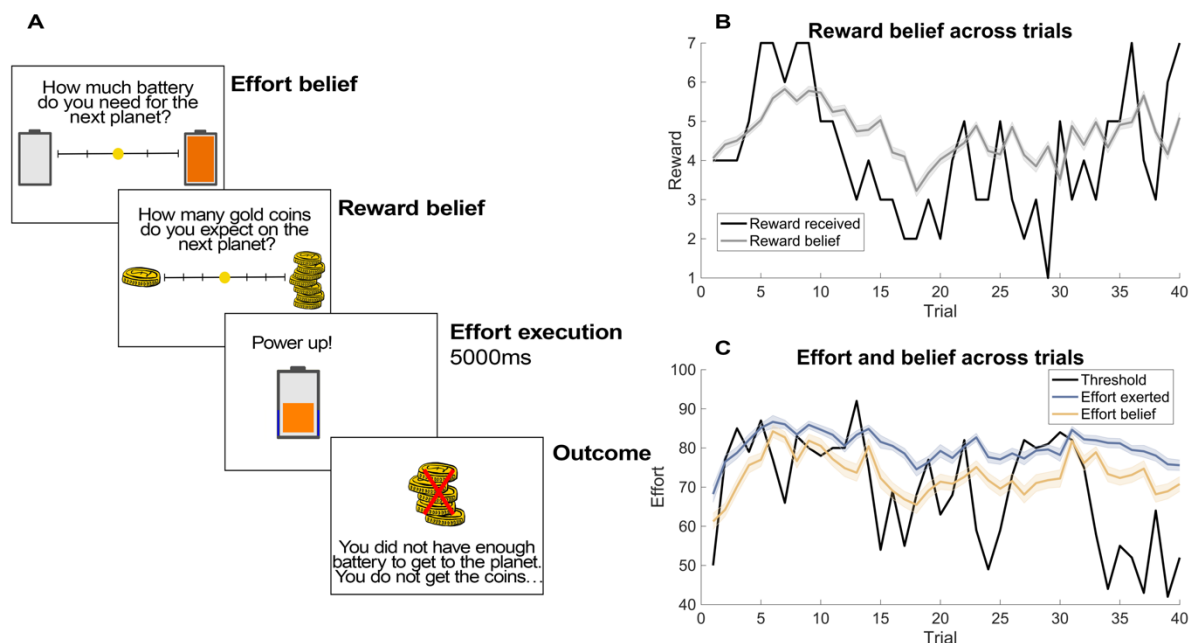 A
How much battery
do you need for the
next planet?
Effort belief
How many gold coins
do you expect on the
next planet?
Reward belief
Power up!
Effort execution
5000ms
Outcome
You did not have enough
battery to get to the planet.
You do not get the coins...
B
Reward belief across trials
7
6
5
4
3
2
1
Reward
Reward received
Reward belief
0
5
10
15
20
25
30
35
40
Trial
C
Effort and belief across trials
100
90
80
70
60
50
40
Effort
Threshold
Effort exerted
Effort belief
0
5
10
15
20
25
30
35
40
Trial